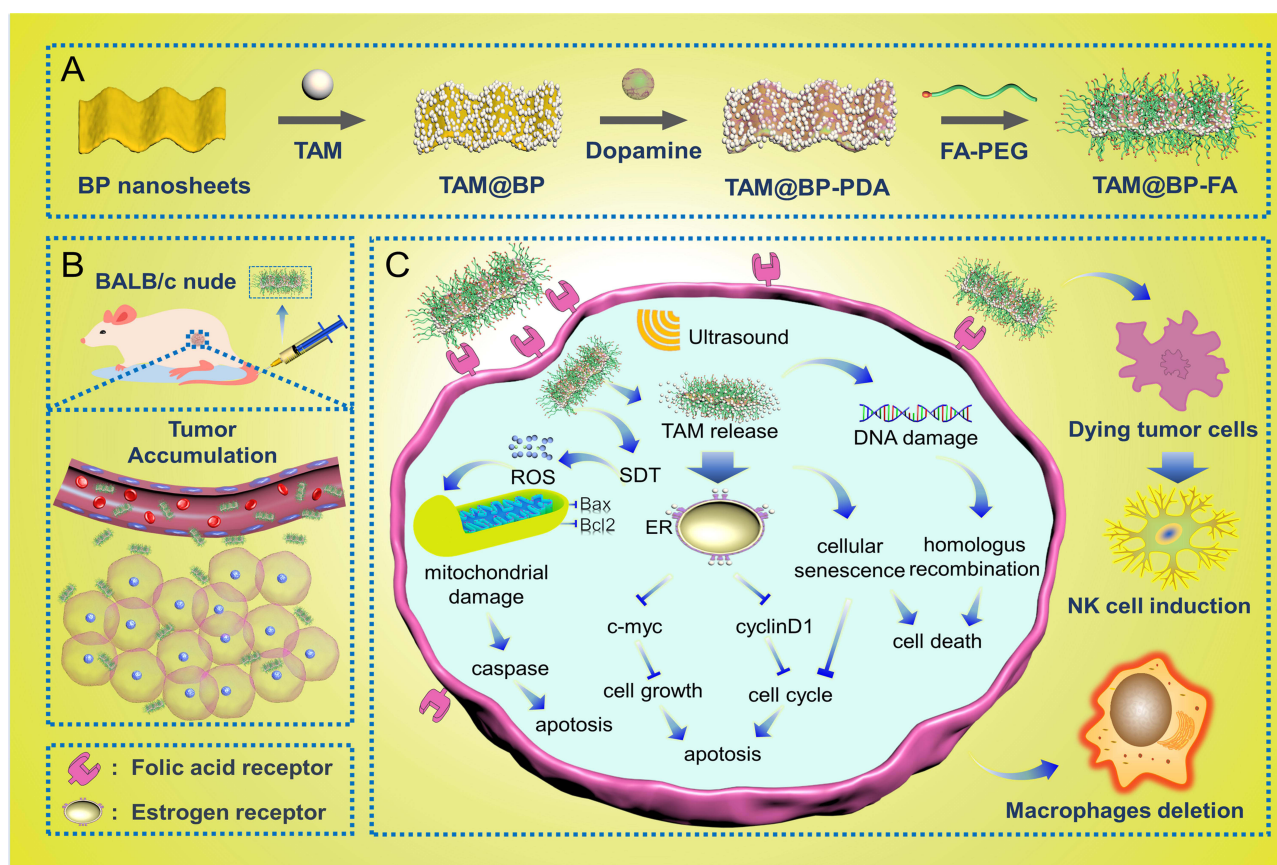 A
TAM
Dopamine
FA-PEG
BP nanosheets
TAM@BP
TAM@BP-PDA
TAM@BP-FA
B
BALB/c nude
Tumor
Accumulation
: Folic acid receptor
: Estrogen receptor
C
Ultrasound
TAM release
DNA damage
ROS
SDT
Bax
Bcl2
ER
mitochondrial
damage
cellular
senescence
homologus
recombination
c-myc
cyclinD1
cell death
caspase
cell growth
cell cycle
apotosis
apotosis
Dying tumor cells
NK cell induction
Macrophages deletion